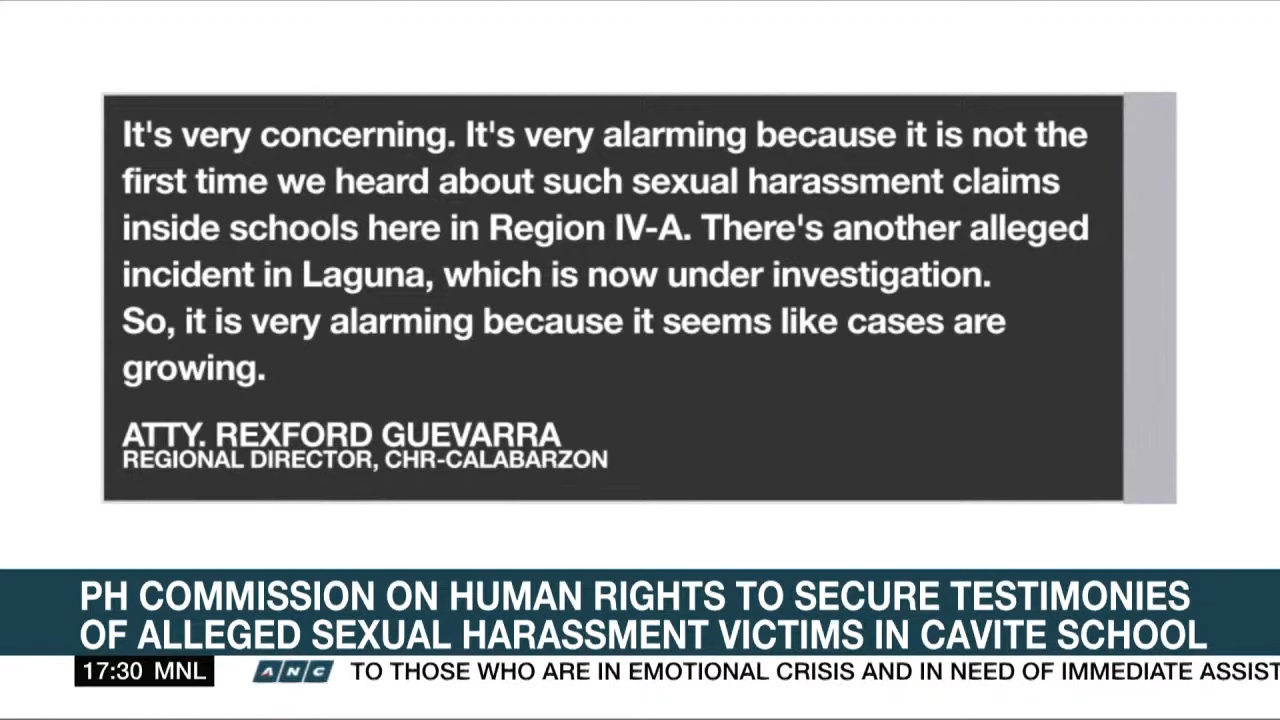 It's very concerning. It's very alarming because it is not the
first time we heard about such sexual harassment claims
inside schools here in Region IV-A. There's another alleged
incident in Laguna, which is now under investigation.
So, it is very alarming because it seems like cases are
growing.
ATTY. REXFORD GUEVARRA
REGIONAL DIRECTOR, CHR-CALABARZON
PH COMMISSION ON HUMAN RIGHTS TO SECURE TESTIMONIES
OF ALLEGED SEXUAL HARASSMENT VICTIMS IN CAVITE SCHOOL
17:30 MNL ANC TO THOSE WHO ARE IN EMOTIONAL CRISIS AND IN NEED OF IMMEDIATE ASSIST